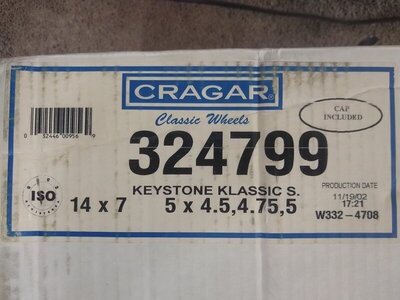 CRAGAR
Classic Wheels
CAP
INCLUDED
0 32446 00956 9
324799
KEYSTONE KLASSIC S.
PRODUCTION DATE
11/19/02
17:21
ISO
14 x 7
5 x 4.5,4.75,5
W332-4708